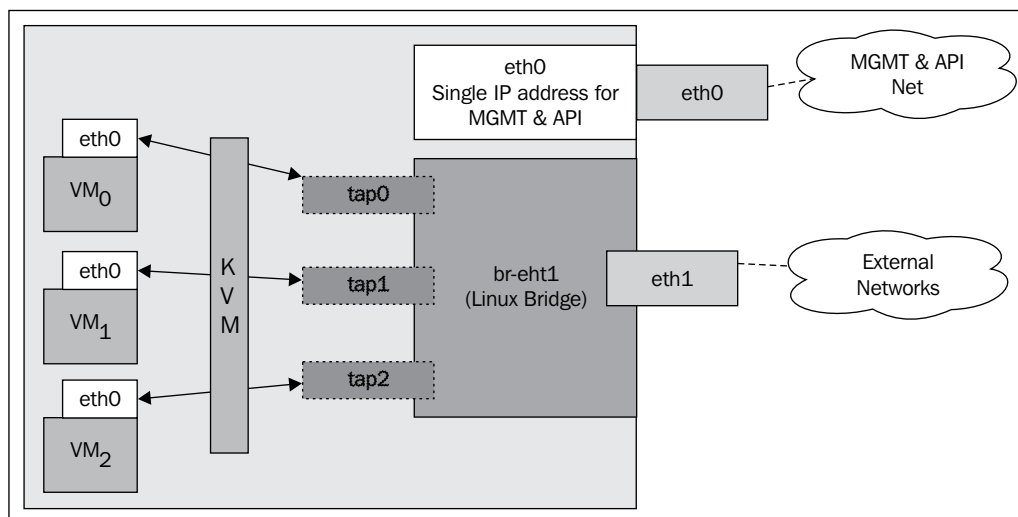 eth0
Single IP address for
MGMT & API
eth0
MGMT & API
Net
eth0
VM0
tap0
K
V
M
eth0
VM1
tap1
br-eht1
(Linux Bridge)
eth1
External
Networks
eth0
VM2
tap2